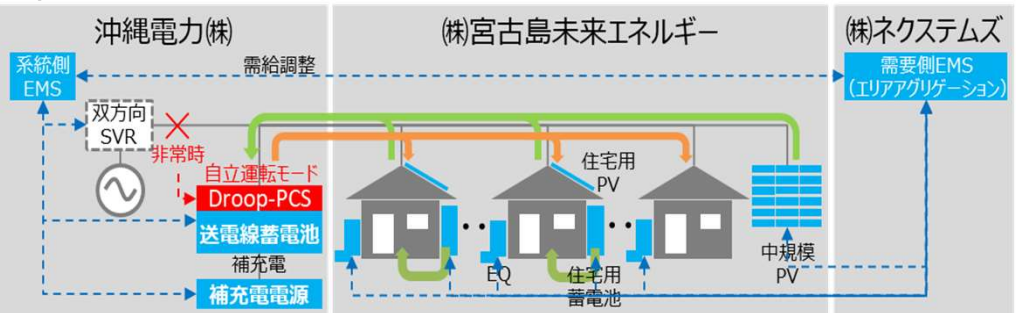 沖縄電力㈱
㈱宮古島未来エネルギー
㈱ネクステムズ
系統側
EMS
需給調整
需要側EMS
（エリアアグリゲーション）
双方向
SVR
非常時
自立運転モード
Droop-PCS
送電線蓄電池
補充電
補充電電源
住宅用
PV
EQ
住宅用
蓄電池
中規模
PV